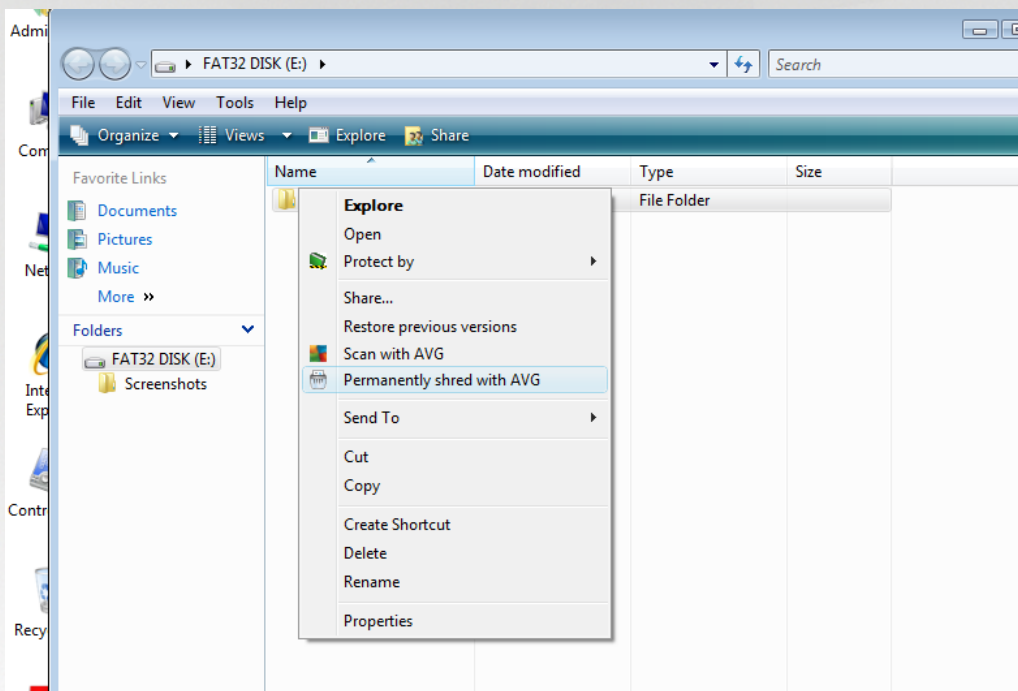 Admi
FAT32 DISK (E:)
Search
File Edit View Tools Help
Organize Views Explore Share
Com
Favorite Links
Name Date modified Type Size
File Folder
Documents
Pictures
Music
More »
Net
Folders
FAT32 DISK (E:)
Screenshots
Inte
Exp
Contr
Recy
Explore
Open
Protect by
Share...
Restore previous versions
Scan with AVG
Permanently shred with AVG
Send To
Cut
Copy
Create Shortcut
Delete
Rename
Properties